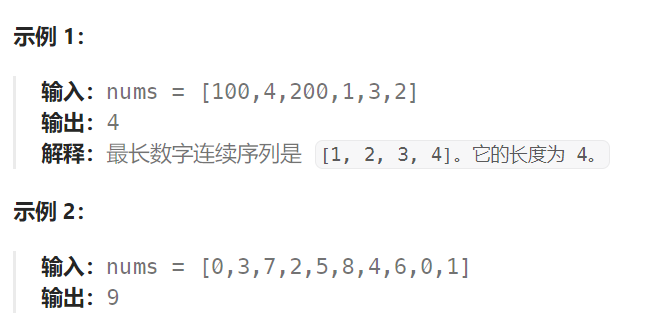 示例 1：
输入：nums = [100,4,200,1,3,2]
输出：4
解释：最长数字连续序列是 [1, 2, 3, 4]。它的长度为 4。
示例 2：
输入：nums = [0,3,7,2,5,8,4,6,0,1]
输出：9